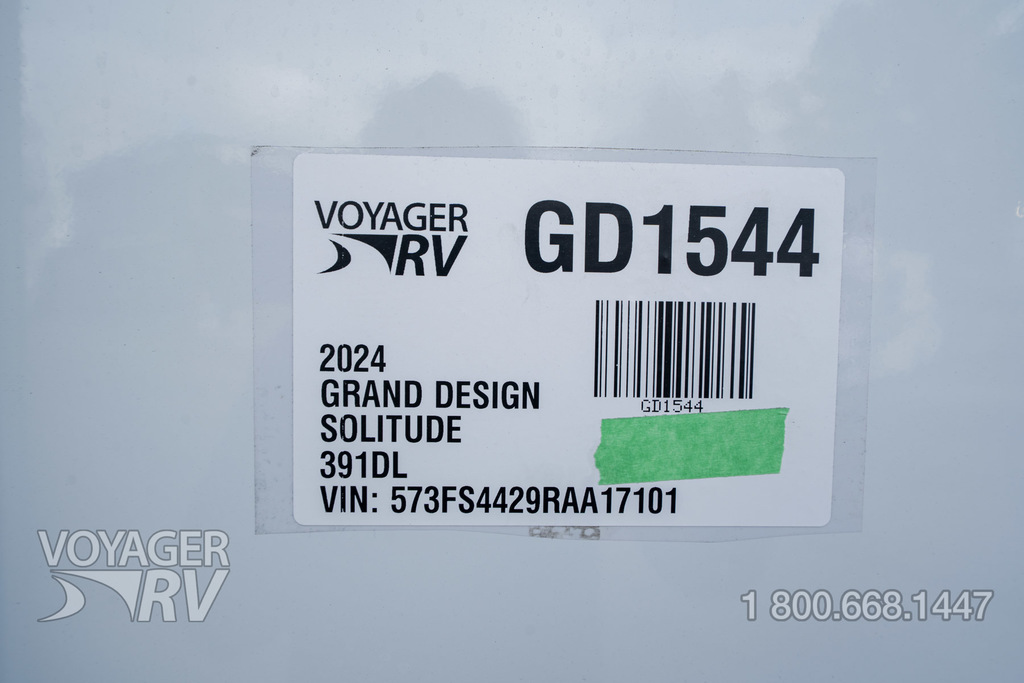 VOYAGER
RV
GD1544
GD1544
2024
GRAND DESIGN
SOLITUDE
391DL
VIN: 573FS4429RAA17101
VOYAGER
RV
1 800.668.1447